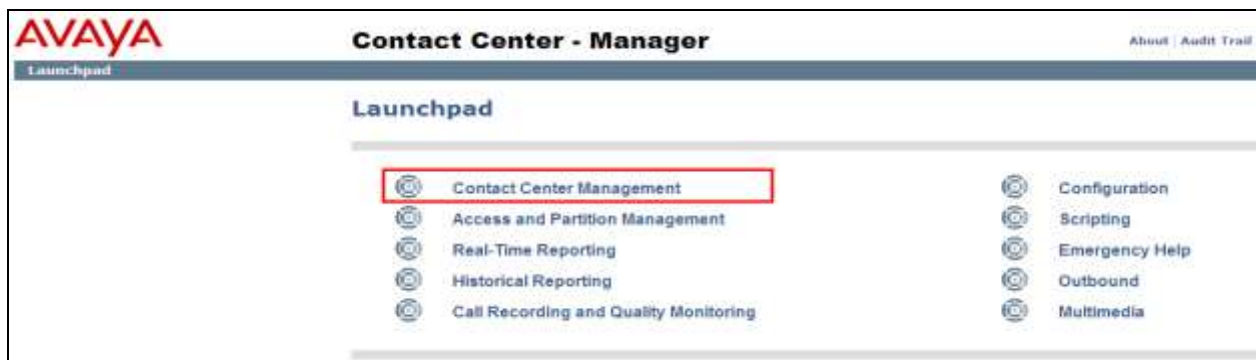 AVAYA
Contact Center - Manager
About | Audit Trail
Launchpad
Launchpad
Contact Center Management
Access and Partition Management
Real-Time Reporting
Historical Reporting
Call Recording and Quality Monitoring
Configuration
Scripting
Emergency Help
Outbound
Multimedia